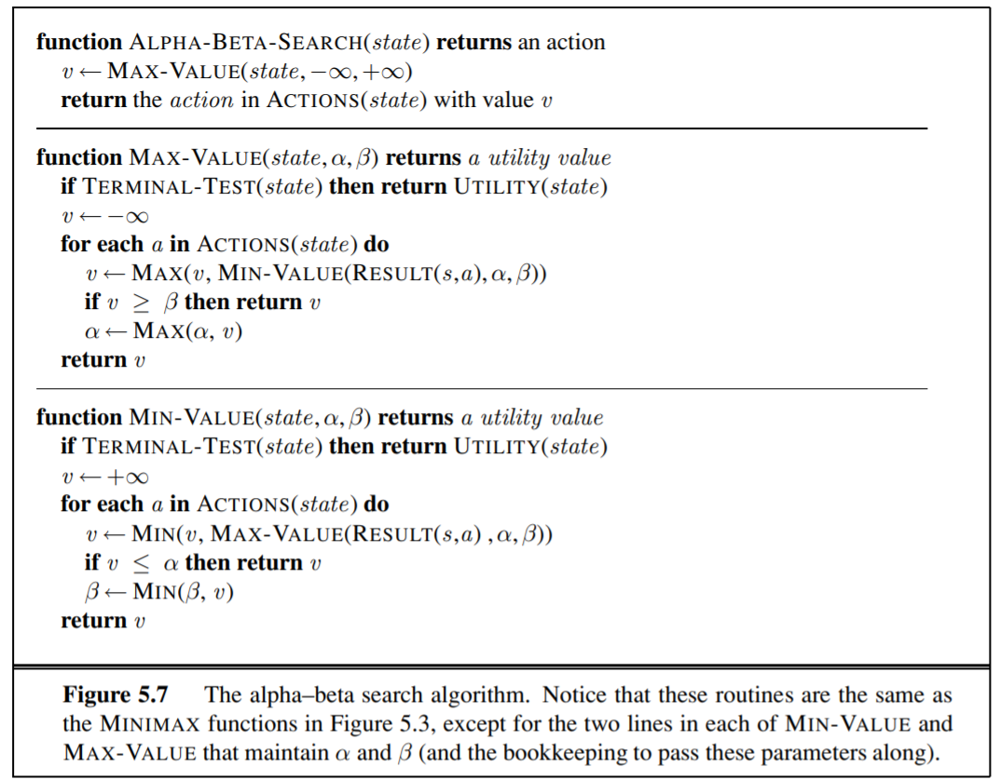 function ALPHA-BETA-SEARCH(state) returns an action
v ← MAX-VALUE(state, −∞, +∞)
return the action in ACTIONS(state) with value v
function MAX-VALUE(state, α, β) returns a utility value
if TERMINAL-TEST(state) then return UTILITY(state)
v ← −∞
for each a in ACTIONS(state) do
v ← MAX(v, MIN-VALUE(RESULT(s,a), α, β))
if v ≥ β then return v
α ← MAX(α, v)
return v
function MIN-VALUE(state, α, β) returns a utility value
if TERMINAL-TEST(state) then return UTILITY(state)
v ← +∞
for each a in ACTIONS(state) do
v ← MIN(v, MAX-VALUE(RESULT(s,a) , α, β))
if v ≤ α then return v
β ← MIN(β, v)
return v
Figure 5.7 The alpha–beta search algorithm. Notice that these routines are the same as
the MINIMAX functions in Figure 5.3, except for the two lines in each of MIN-VALUE and
MAX-VALUE that maintain α and β (and the bookkeeping to pass these parameters along).